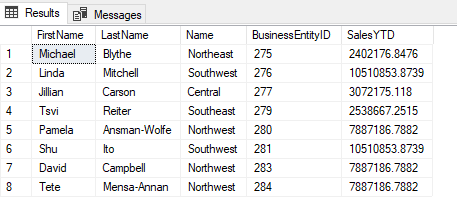 Results Messages
FirstName LastName Name BusinessEntityID SalesYTD
1 Michael Blythe Northeast 275 2402176.8476
2 Linda Mitchell Southwest 276 10510853.8739
3 Jillian Carson Central 277 3072175.118
4 Tsvi Reiter Southeast 279 2538667.2515
5 Pamela Ansman-Wolfe Northwest 280 7887186.7882
6 Shu Ito Southwest 281 10510853.8739
7 David Campbell Northwest 283 7887186.7882
8 Tete Mensa-Annan Northwest 284 7887186.7882